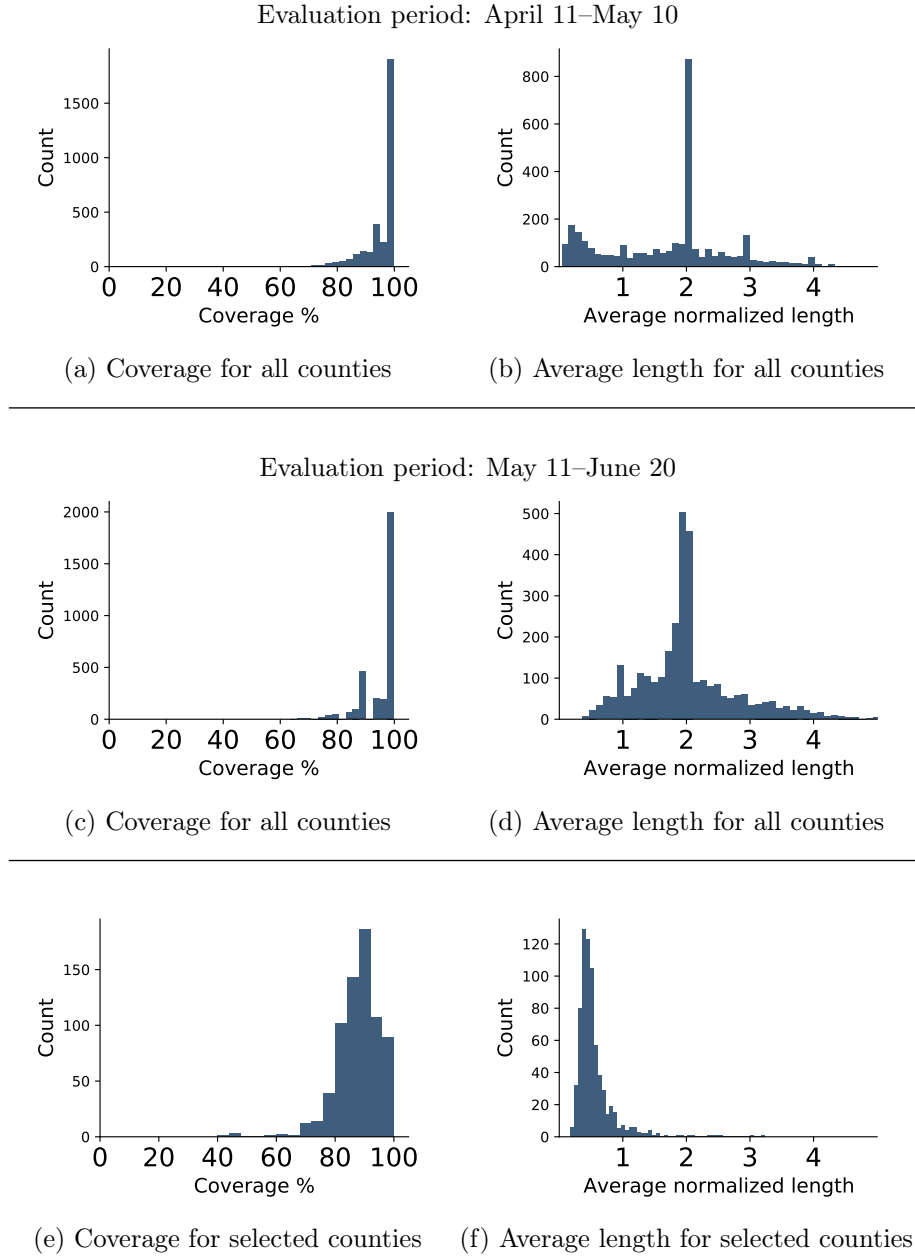 Evaluation period: April 11–May 10
1500
1000
500
0
Count
0 20 40 60 80 100
Coverage %
800
600
400
200
0
Count
1 2 3 4
Average normalized length
(a) Coverage for all counties
(b) Average length for all counties
Evaluation period: May 11–June 20
2000
1500
1000
500
0
Count
0 20 40 60 80 100
Coverage %
500
400
300
200
100
0
Count
1 2 3 4
Average normalized length
(c) Coverage for all counties
(d) Average length for all counties
150
100
50
0
Count
0 20 40 60 80 100
Coverage %
120
100
80
60
40
20
0
Count
1 2 3 4
Average normalized length
(e) Coverage for selected counties
(f) Average length for selected counties